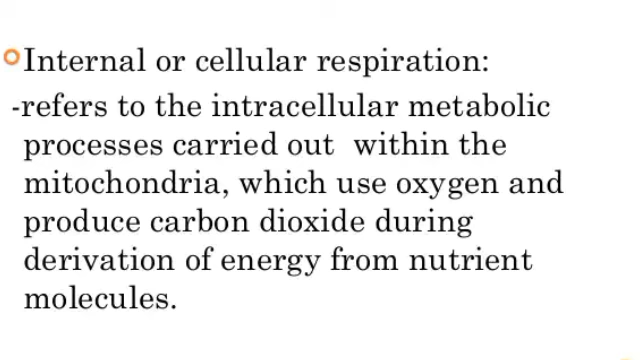 Internal or cellular respiration:
-refers to the intracellular metabolic
processes carried out  within the
mitochondria, which use oxygen and
produce carbon dioxide during
derivation of energy from nutrient
molecules.